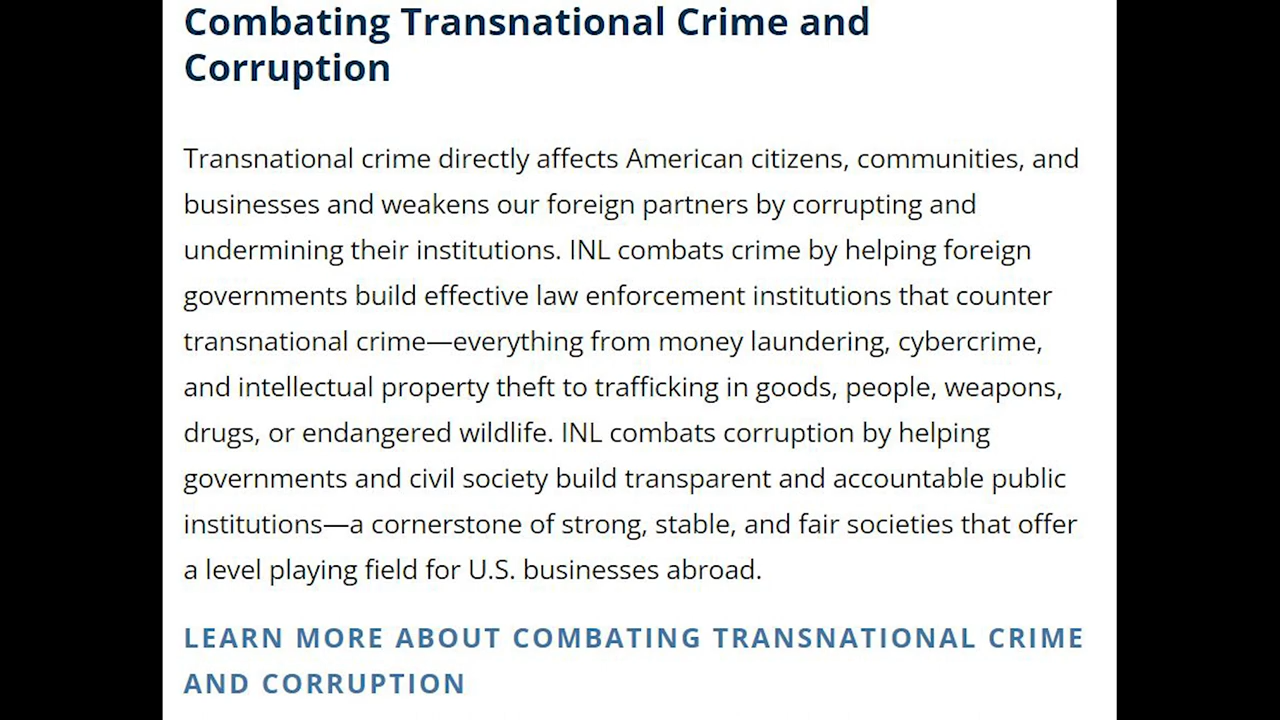 Combating Transnational Crime and
Corruption
Transnational crime directly affects American citizens, communities, and
businesses and weakens our foreign partners by corrupting and
undermining their institutions. INL combats crime by helping foreign
governments build effective law enforcement institutions that counter
transnational crime—everything from money laundering, cybercrime,
and intellectual property theft to trafficking in goods, people, weapons,
drugs, or endangered wildlife. INL combats corruption by helping
governments and civil society build transparent and accountable public
institutions—a cornerstone of strong, stable, and fair societies that offer
a level playing field for U.S. businesses abroad.
LEARN MORE ABOUT COMBATING TRANSNATIONAL CRIME
AND CORRUPTION